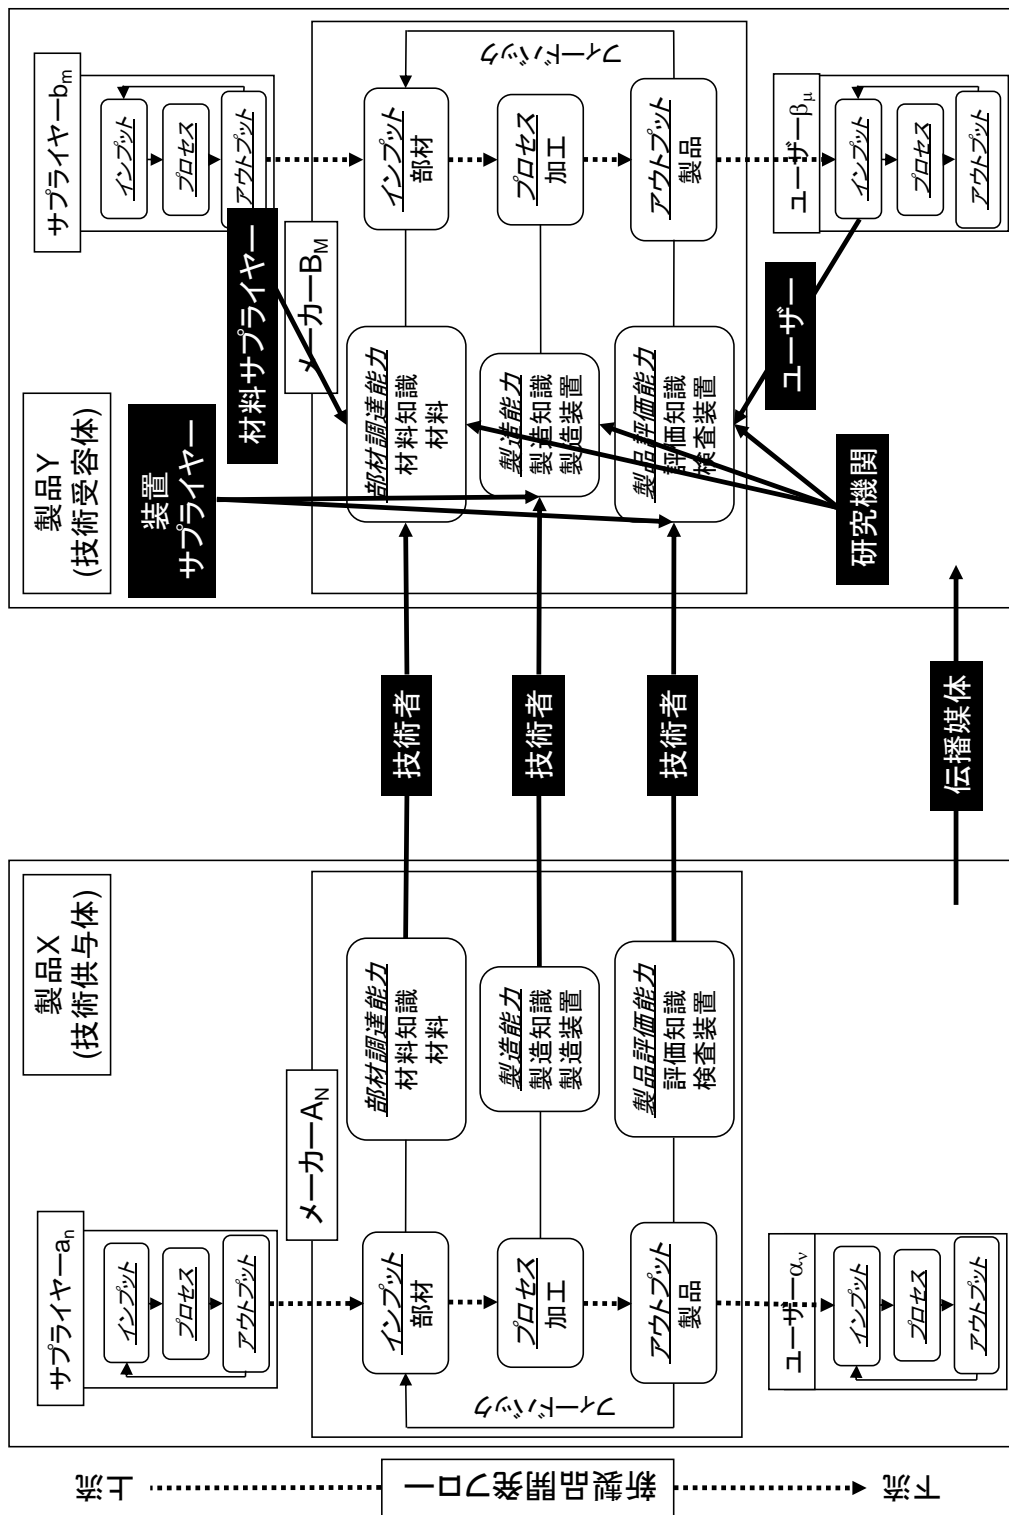 上流
新製品開発フロー
下流
製品X
(技術供与体)
サプライヤーan
インプット
プロセス
アウトプット
メーカーAN
インプット
部材
プロセス
加工
アウトプット
製品
フィードバック
部材調達能力
材料知識
材料
製造能力
製造知識
製造装置
製品評価能力
評価知識
検査装置
ユーザーαν
インプット
プロセス
アウトプット
技術者
技術者
技術者
伝播媒体
製品Y
(技術受容体)
装置
サプライヤー
材料サプライヤー
サプライヤーbm
インプット
プロセス
アウトプット
メーカーBM
部材調達能力
材料知識
材料
製造能力
製造知識
製造装置
製品評価能力
評価知識
検査装置
インプット
部材
プロセス
加工
アウトプット
製品
フィードバック
研究機関
ユーザー
ユーザーβμ
インプット
プロセス
アウトプット